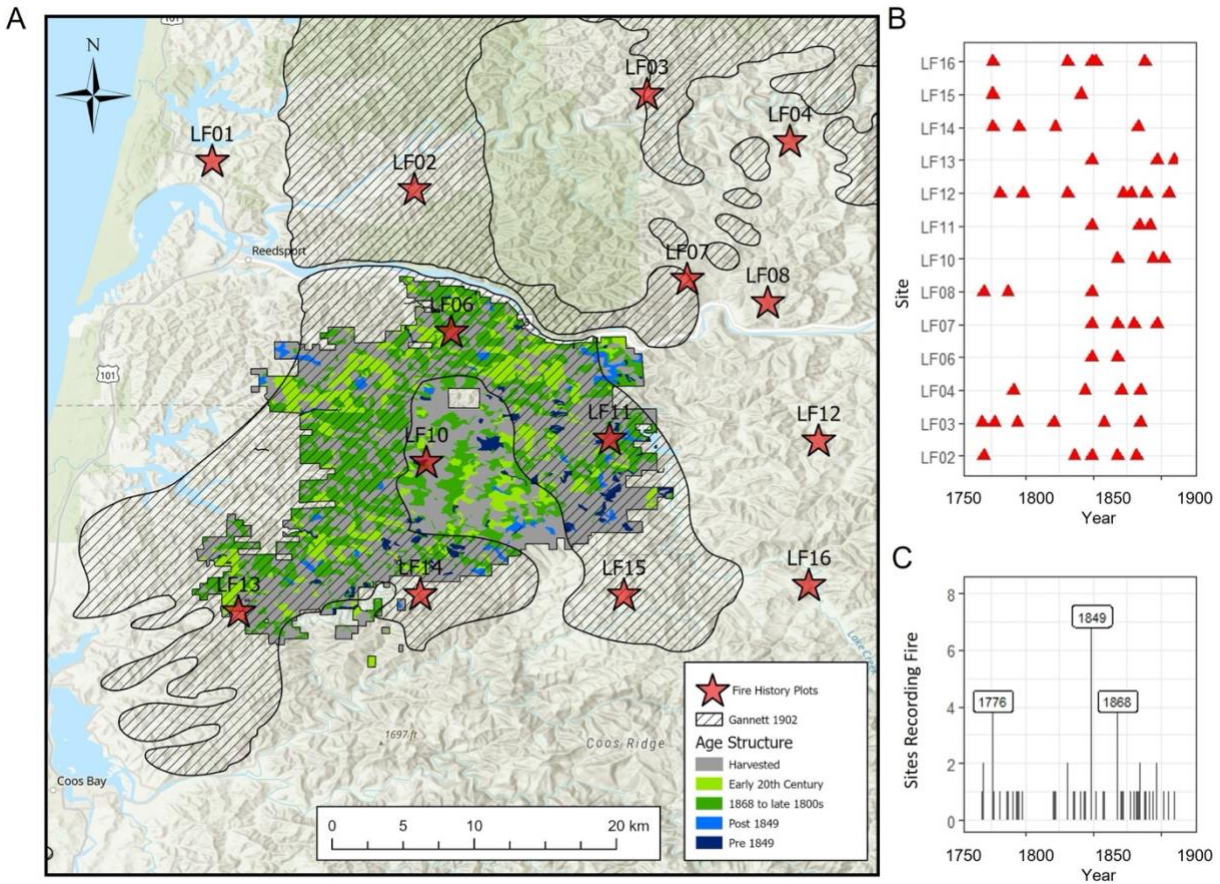 A
N
101
LF01
LF02
LF03
LF04
Reedsport
LF07
LF08
LF06
101
LF10
LF11
LF12
LF13
LF14
LF15
LF16
Lake Creek
Fire History Plots
Gannett 1902
Age Structure
Harvested
Early 20th Century
1868 to late 1800s
Post 1849
Pre 1849
1697 ft
Coos Ridge
Coos Bay
0 5 10 20 km
B
Site
LF16
LF15
LF14
LF13
LF12
LF11
LF10
LF08
LF07
LF06
LF04
LF03
LF02
1750 1800 1850 1900
Year
C
Sites Recording Fire
8
6
4
2
0
1776
1849
1868
1750 1800 1850 1900
Year